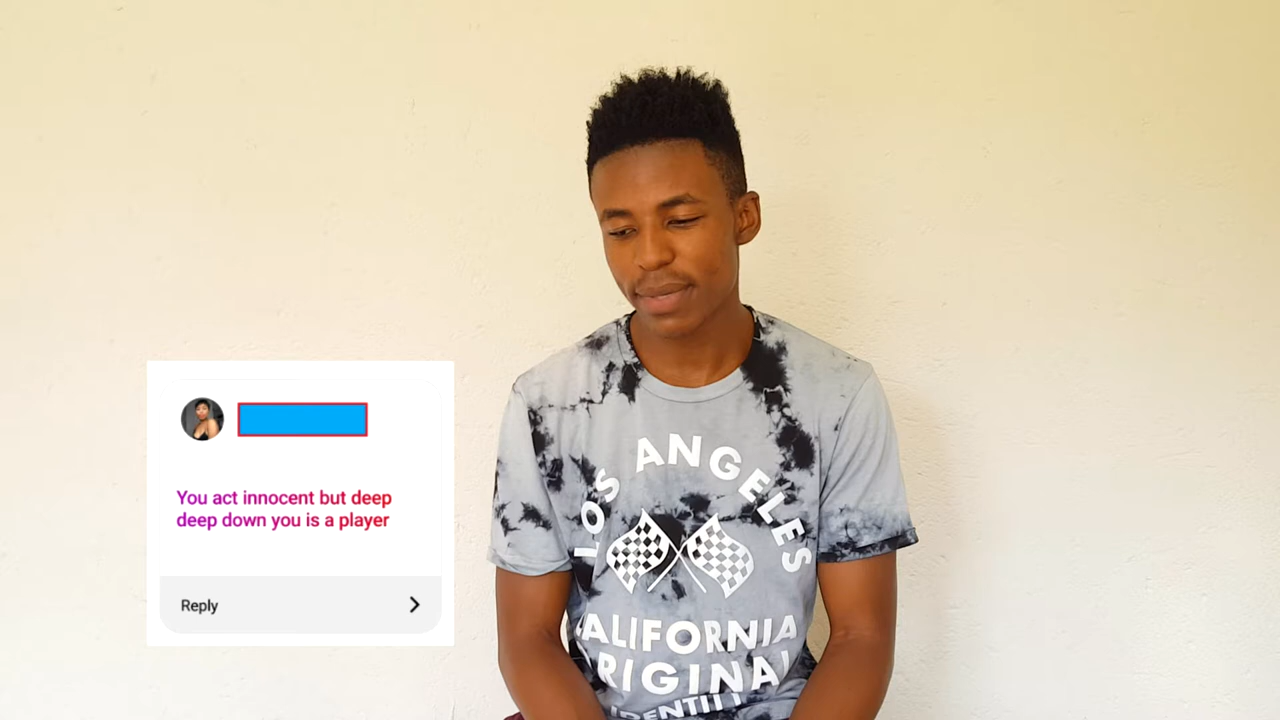 You act innocent but deep
deep down you is a player
Reply
LOS ANGELES
CALIFORNIA
ORIGINAL